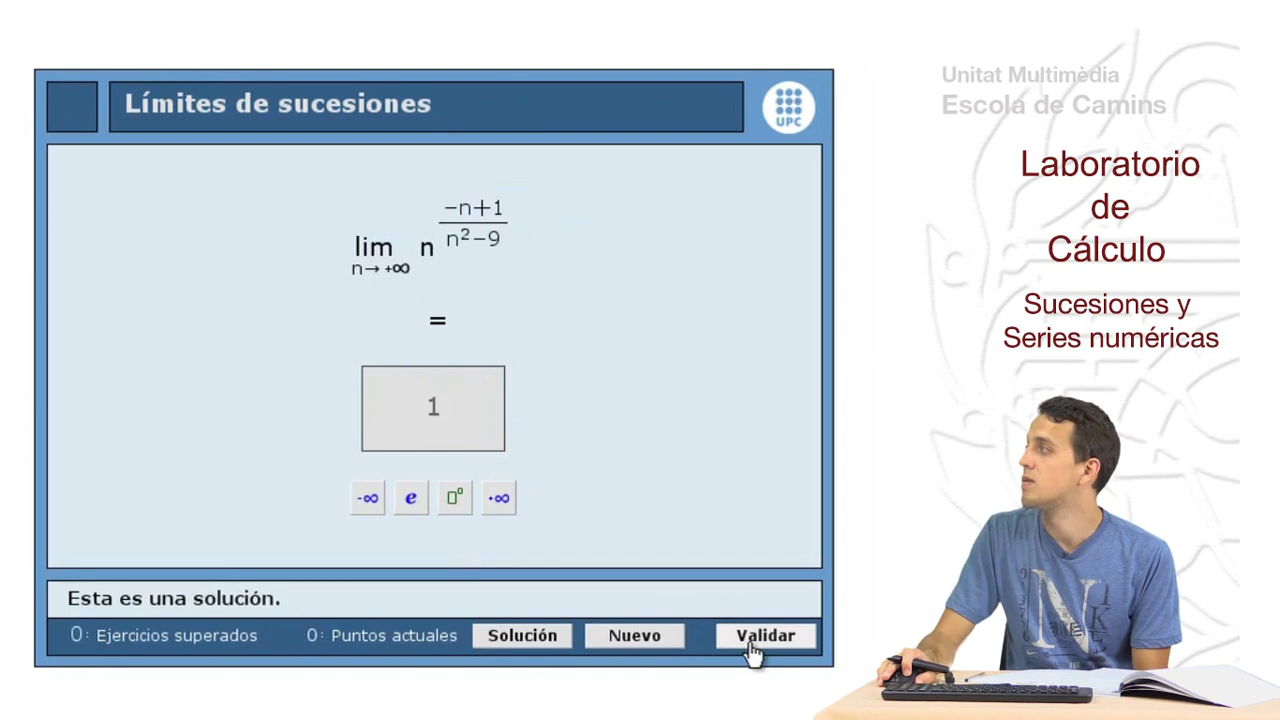 Límites de sucesiones
UPC
lim n→+∞ n^((-n+1)/(n²-9))
=
1
-∞ e □⁰ +∞
Esta es una solución.
0: Ejercicios superados 0: Puntos actuales Solución Nuevo Validar
Unitat Multimèdia
Escola de Camins
Laboratorio
de
Cálculo
Sucesiones y
Series numéricas
N